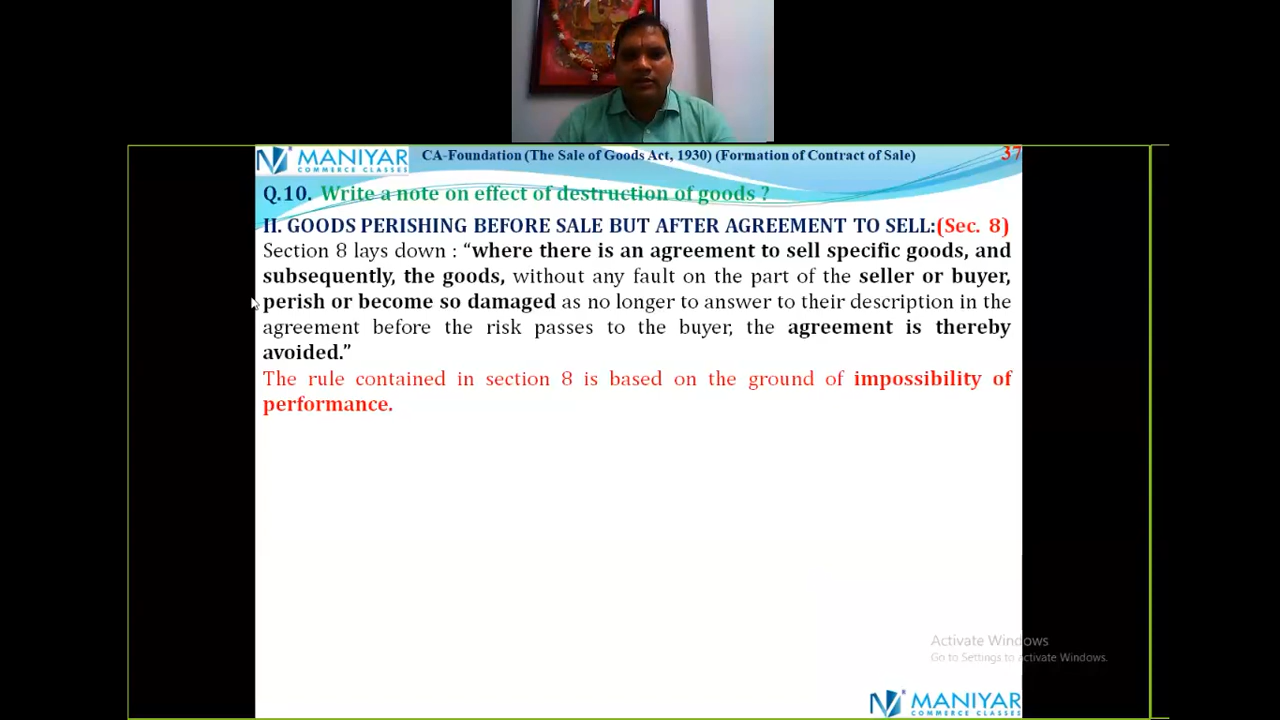 MANIYAR
COMMERCE CLASSES
CA-Foundation (The Sale of Goods Act, 1930) (Formation of Contract of Sale)
37
Q.10. Write a note on effect of destruction of goods ?
II. GOODS PERISHING BEFORE SALE BUT AFTER AGREEMENT TO SELL:(Sec. 8)
Section 8 lays down : “where there is an agreement to sell specific goods, and
subsequently, the goods, without any fault on the part of the seller or buyer,
perish or become so damaged as no longer to answer to their description in the
agreement before the risk passes to the buyer, the agreement is thereby
avoided.”
The rule contained in section 8 is based on the ground of impossibility of
performance.
Activate Windows
Go to Settings to activate Windows.
MANIYAR
COMMERCE CLASSES